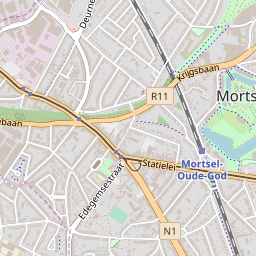 Deurne
Krijgsbaan
R11
Morts
ebaan
Statielei
Mortsel-
Oude-God
Edegemsestraat
N1